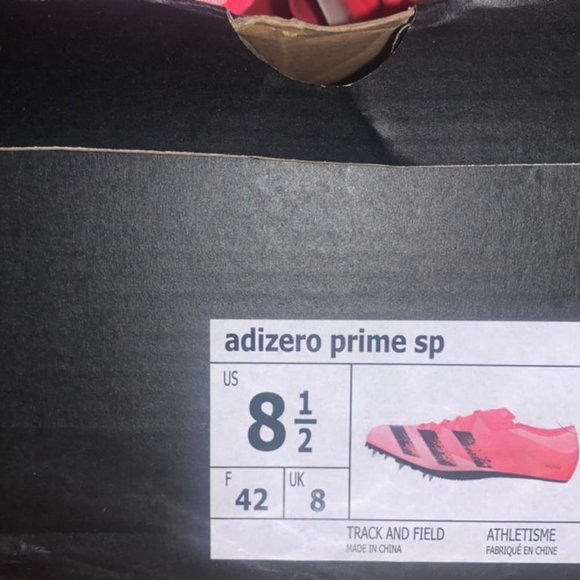 adizero prime sp
US
8 1/2
F 42
UK 8
TRACK AND FIELD ATHLETISME
MADE IN CHINA FABRIQUÉ EN CHINE